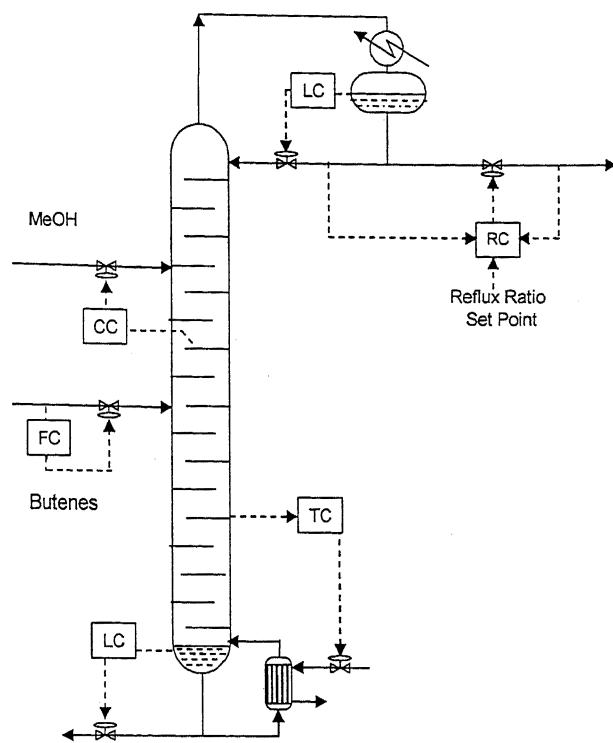 LC
MeOH
RC
Reflux Ratio
Set Point
CC
FC
Butenes
TC
LC